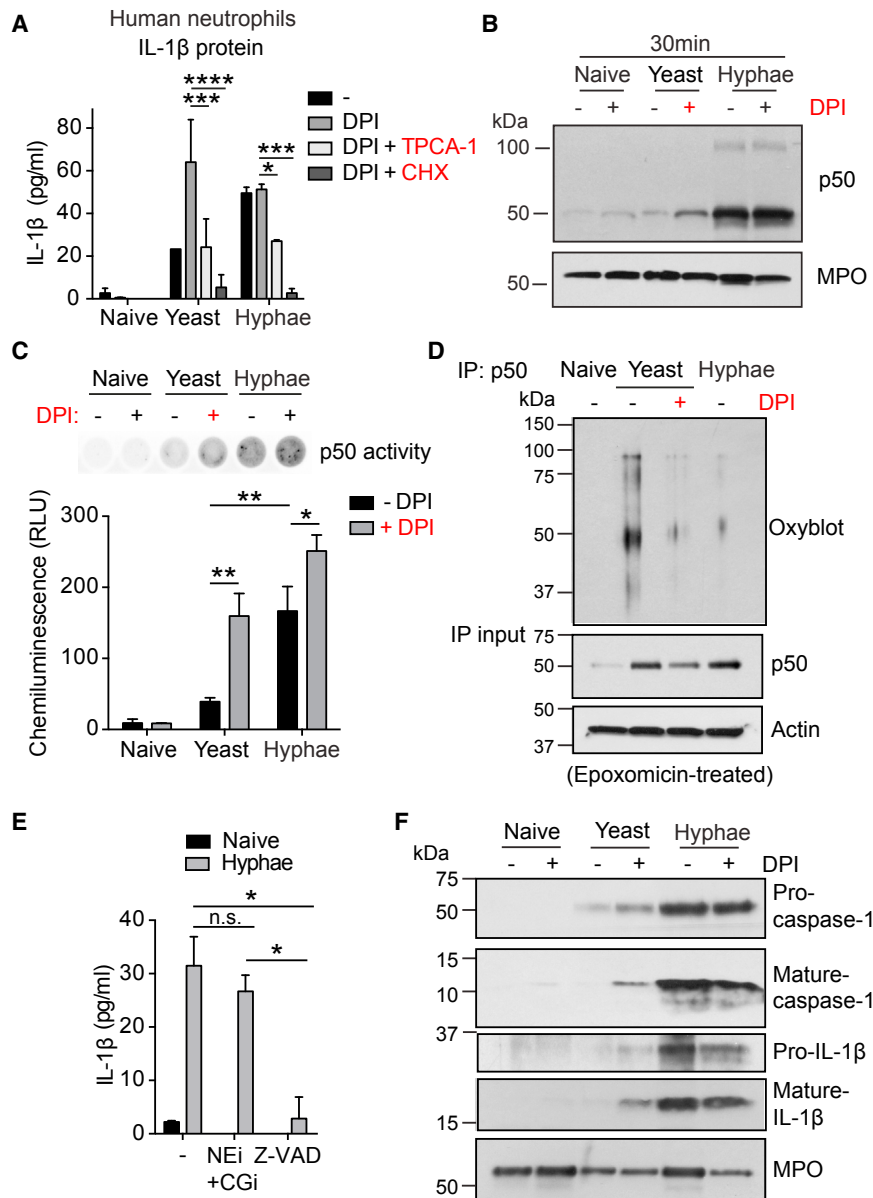 A
Human neutrophils
IL-1β protein
**** 
***
***
*
-
DPI
DPI + TPCA-1
DPI + CHX
IL-1β (pg/ml)
80
60
40
20
0
Naive Yeast Hyphae
B
30min
Naive Yeast Hyphae
- + - + - + DPI
kDa
100
50
p50
50
MPO
C
Naive Yeast Hyphae
DPI: - + - + - +
p50 activity
- DPI
+ DPI
**
*
**
Chemiluminescence (RLU)
300
200
100
0
Naive Yeast Hyphae
D
IP: p50 Naive Yeast Hyphae
kDa - - + - DPI
150
100
75
50
37
Oxyblot
IP input
75
50
p50
50
37
Actin
(Epoxomicin-treated)
E
Naive
Hyphae
*
n.s.
*
IL-1β (pg/ml)
40
30
20
10
0
- NEi Z-VAD
+CGi
F
Naive Yeast Hyphae
kDa - + - + - + DPI
75
50
Pro-
caspase-1
15
10
Mature-
caspase-1
37
Pro-IL-1β
15
Mature-
IL-1β
50
MPO